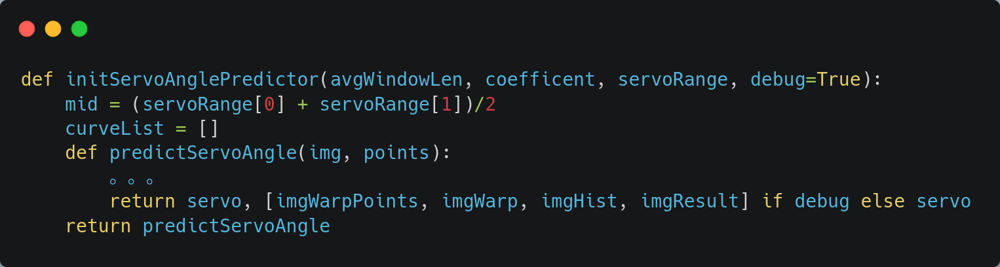 def initServoAnglePredictor(avgWindowLen, coefficent, servoRange, debug=True):
    mid = (servoRange[0] + servoRange[1])/2
    curveList = []
    def predictServoAngle(img, points):
        。。。
        return servo, [imgWarpPoints, imgWarp, imgHist, imgResult] if debug else servo
    return predictServoAngle